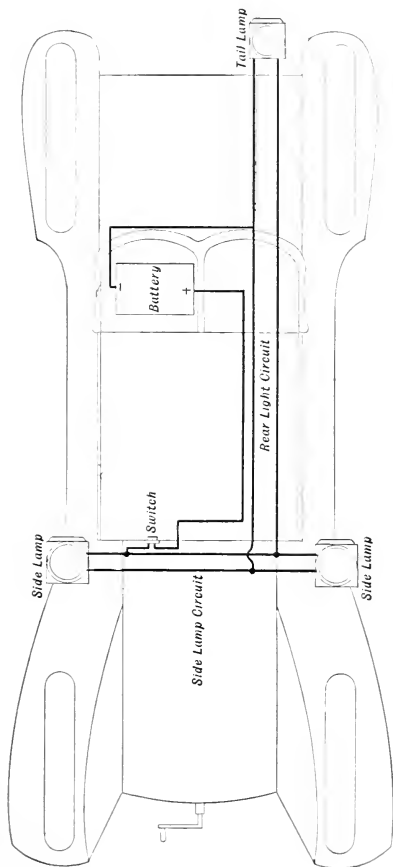 Tail Lamp
−
Battery
+
Rear Light Circuit
Switch
Side Lamp
Side Lamp
Side Lamp Circuit